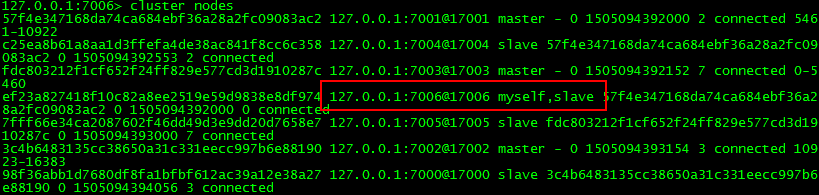 127.0.0.1:7006> cluster nodes
57f4e347168da74ca684ebf36a28a2fc09083ac2 127.0.0.1:7001@17001 master - 0 1505094392000 2 connected 546
1-10922
c25ea8b61a8aa1d3ffefa4de38ac841f8cc6c358 127.0.0.1:7004@17004 slave 57f4e347168da74ca684ebf36a28a2fc09
083ac2 0 1505094392553 2 connected
fdc803212f1cf652f24ff829e577cd3d1910287c 127.0.0.1:7003@17003 master - 0 1505094392152 7 connected 0-5
460
ef23a827418f10c82a8ee2519e59d9838e8df974 127.0.0.1:7006@17006 myself,slave 57f4e347168da74ca684ebf36a2
8a2fc09083ac2 0 1505094392000 0 connected
7fff66e34ca2087602f46dd49d3e9dd20d7658e7 127.0.0.1:7005@17005 slave fdc803212f1cf652f24ff829e577cd3d19
10287c 0 1505094393000 7 connected
3c4b6483135cc38650a31c331eecc997b6e88190 127.0.0.1:7002@17002 master - 0 1505094393154 3 connected 109
23-16383
98f36abb1d7680df8fa1bfbf612ac39a12e38a27 127.0.0.1:7000@17000 slave 3c4b6483135cc38650a31c331eecc997b6
e88190 0 1505094394056 3 connected